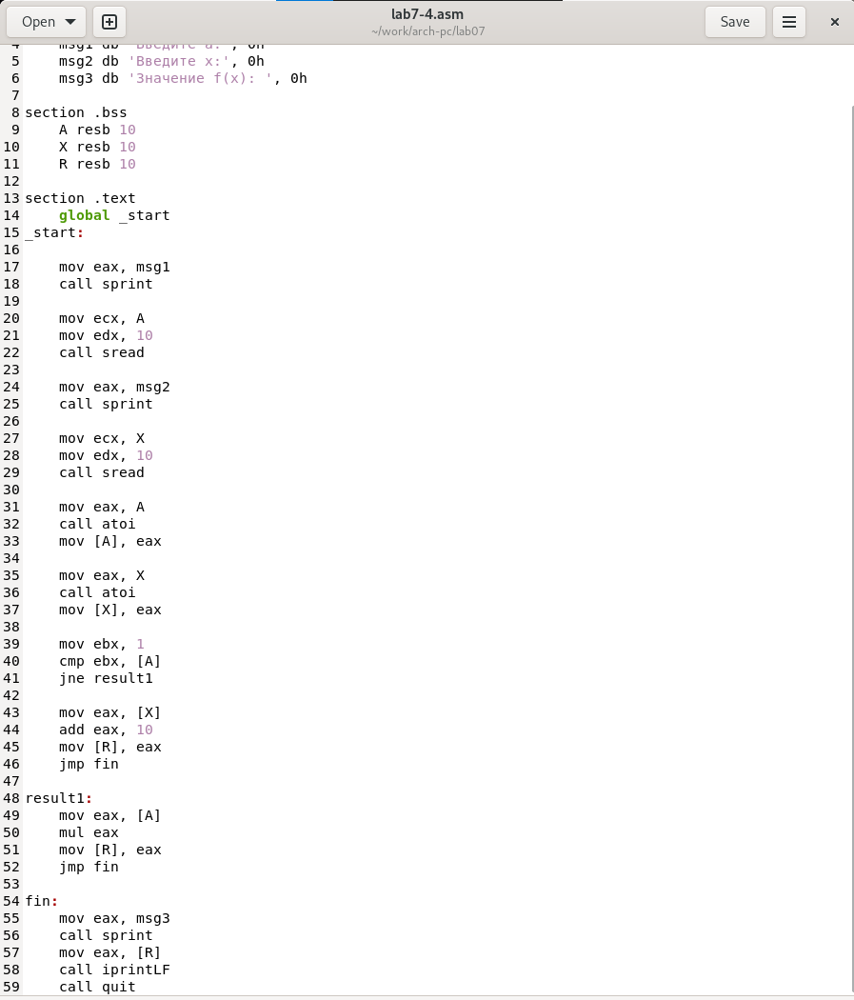 Open
lab7-4.asm
~/work/arch-pc/lab07
Save
4 msg1 db 'Введите a: ', 0h
5 msg2 db 'Введите x:', 0h
6 msg3 db 'Значение f(x): ', 0h
7
8 section .bss
9 A resb 10
10 X resb 10
11 R resb 10
12
13 section .text
14 global _start
15 _start:
16
17 mov eax, msg1
18 call sprint
19
20 mov ecx, A
21 mov edx, 10
22 call sread
23
24 mov eax, msg2
25 call sprint
26
27 mov ecx, X
28 mov edx, 10
29 call sread
30
31 mov eax, A
32 call atoi
33 mov [A], eax
34
35 mov eax, X
36 call atoi
37 mov [X], eax
38
39 mov ebx, 1
40 cmp ebx, [A]
41 jne result1
42
43 mov eax, [X]
44 add eax, 10
45 mov [R], eax
46 jmp fin
47
48 result1:
49 mov eax, [A]
50 mul eax
51 mov [R], eax
52 jmp fin
53
54 fin:
55 mov eax, msg3
56 call sprint
57 mov eax, [R]
58 call iprintLF
59 call quit